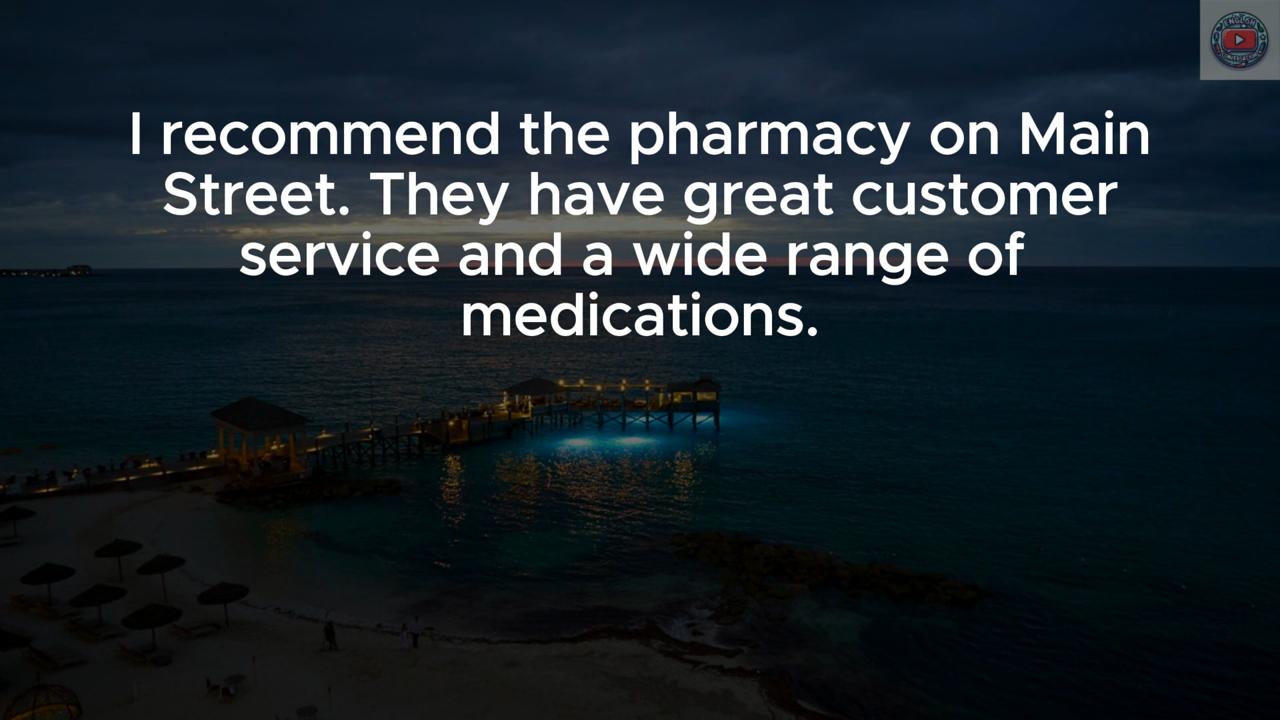 I recommend the pharmacy on Main
Street. They have great customer
service and a wide range of
medications.